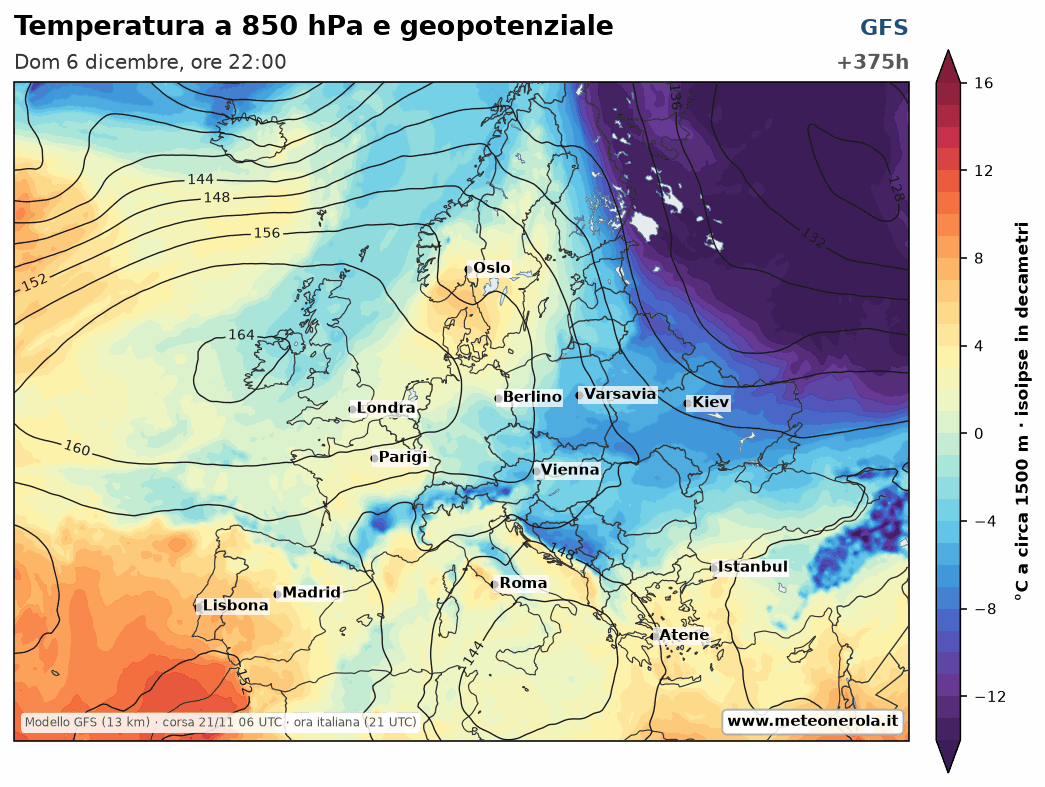 Temperatura a 850 hPa e geopotenziale
GFS
Dom 6 dicembre, ore 22:00
+375h
136
128
144
148
156
132
152
Oslo
164
Londra
Berlino
Varsavia
Kiev
160
Parigi
Vienna
148
Istanbul
Roma
Madrid
Lisbona
Atene
144
152
Modello GFS (13 km) · corsa 21/11 06 UTC · ora italiana (21 UTC)
www.meteonerola.it
16
12
8
4
0
−4
−8
−12
°C a circa 1500 m · isoipse in decametri